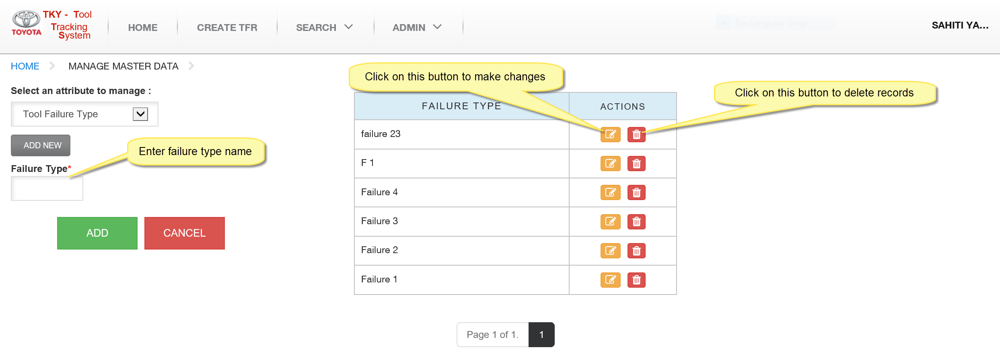 TOYOTA
TKY - Tool
Tracking
System
HOME
CREATE TFR
SEARCH
ADMIN
Rectangular Snip
SAHITI YA...
HOME
MANAGE MASTER DATA
Select an attribute to manage :
Tool Failure Type
ADD NEW
Enter failure type name
Failure Type*
ADD
CANCEL
Click on this button to make changes
Click on this button to delete records
FAILURE TYPE
ACTIONS
failure 23
F 1
Failure 4
Failure 3
Failure 2
Failure 1
Page 1 of 1.
1